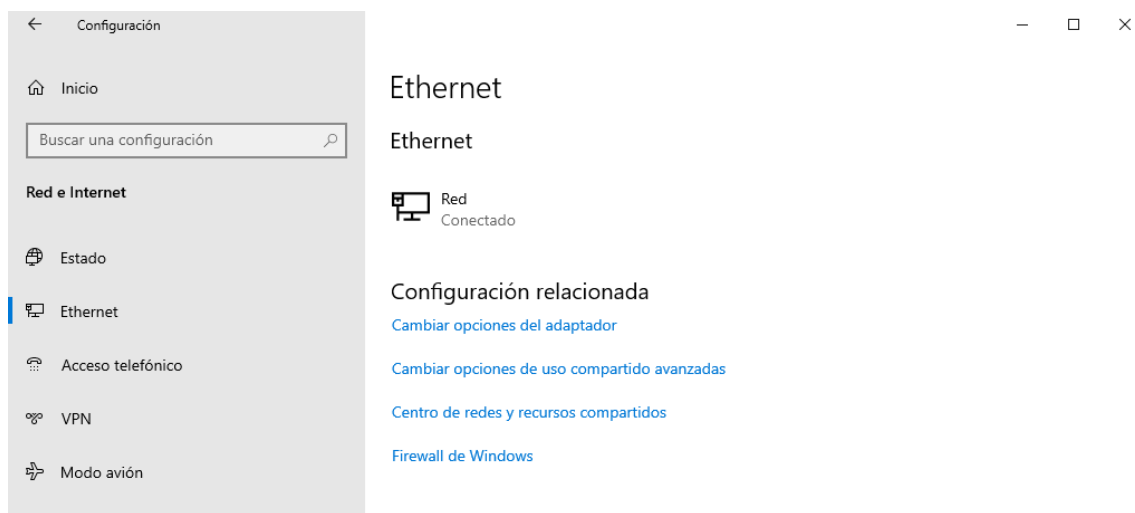 Configuración
Inicio
Buscar una configuración
Red e Internet
Estado
Ethernet
Acceso telefónico
VPN
Modo avión
Ethernet
Ethernet
Red
Conectado
Configuración relacionada
Cambiar opciones del adaptador
Cambiar opciones de uso compartido avanzadas
Centro de redes y recursos compartidos
Firewall de Windows